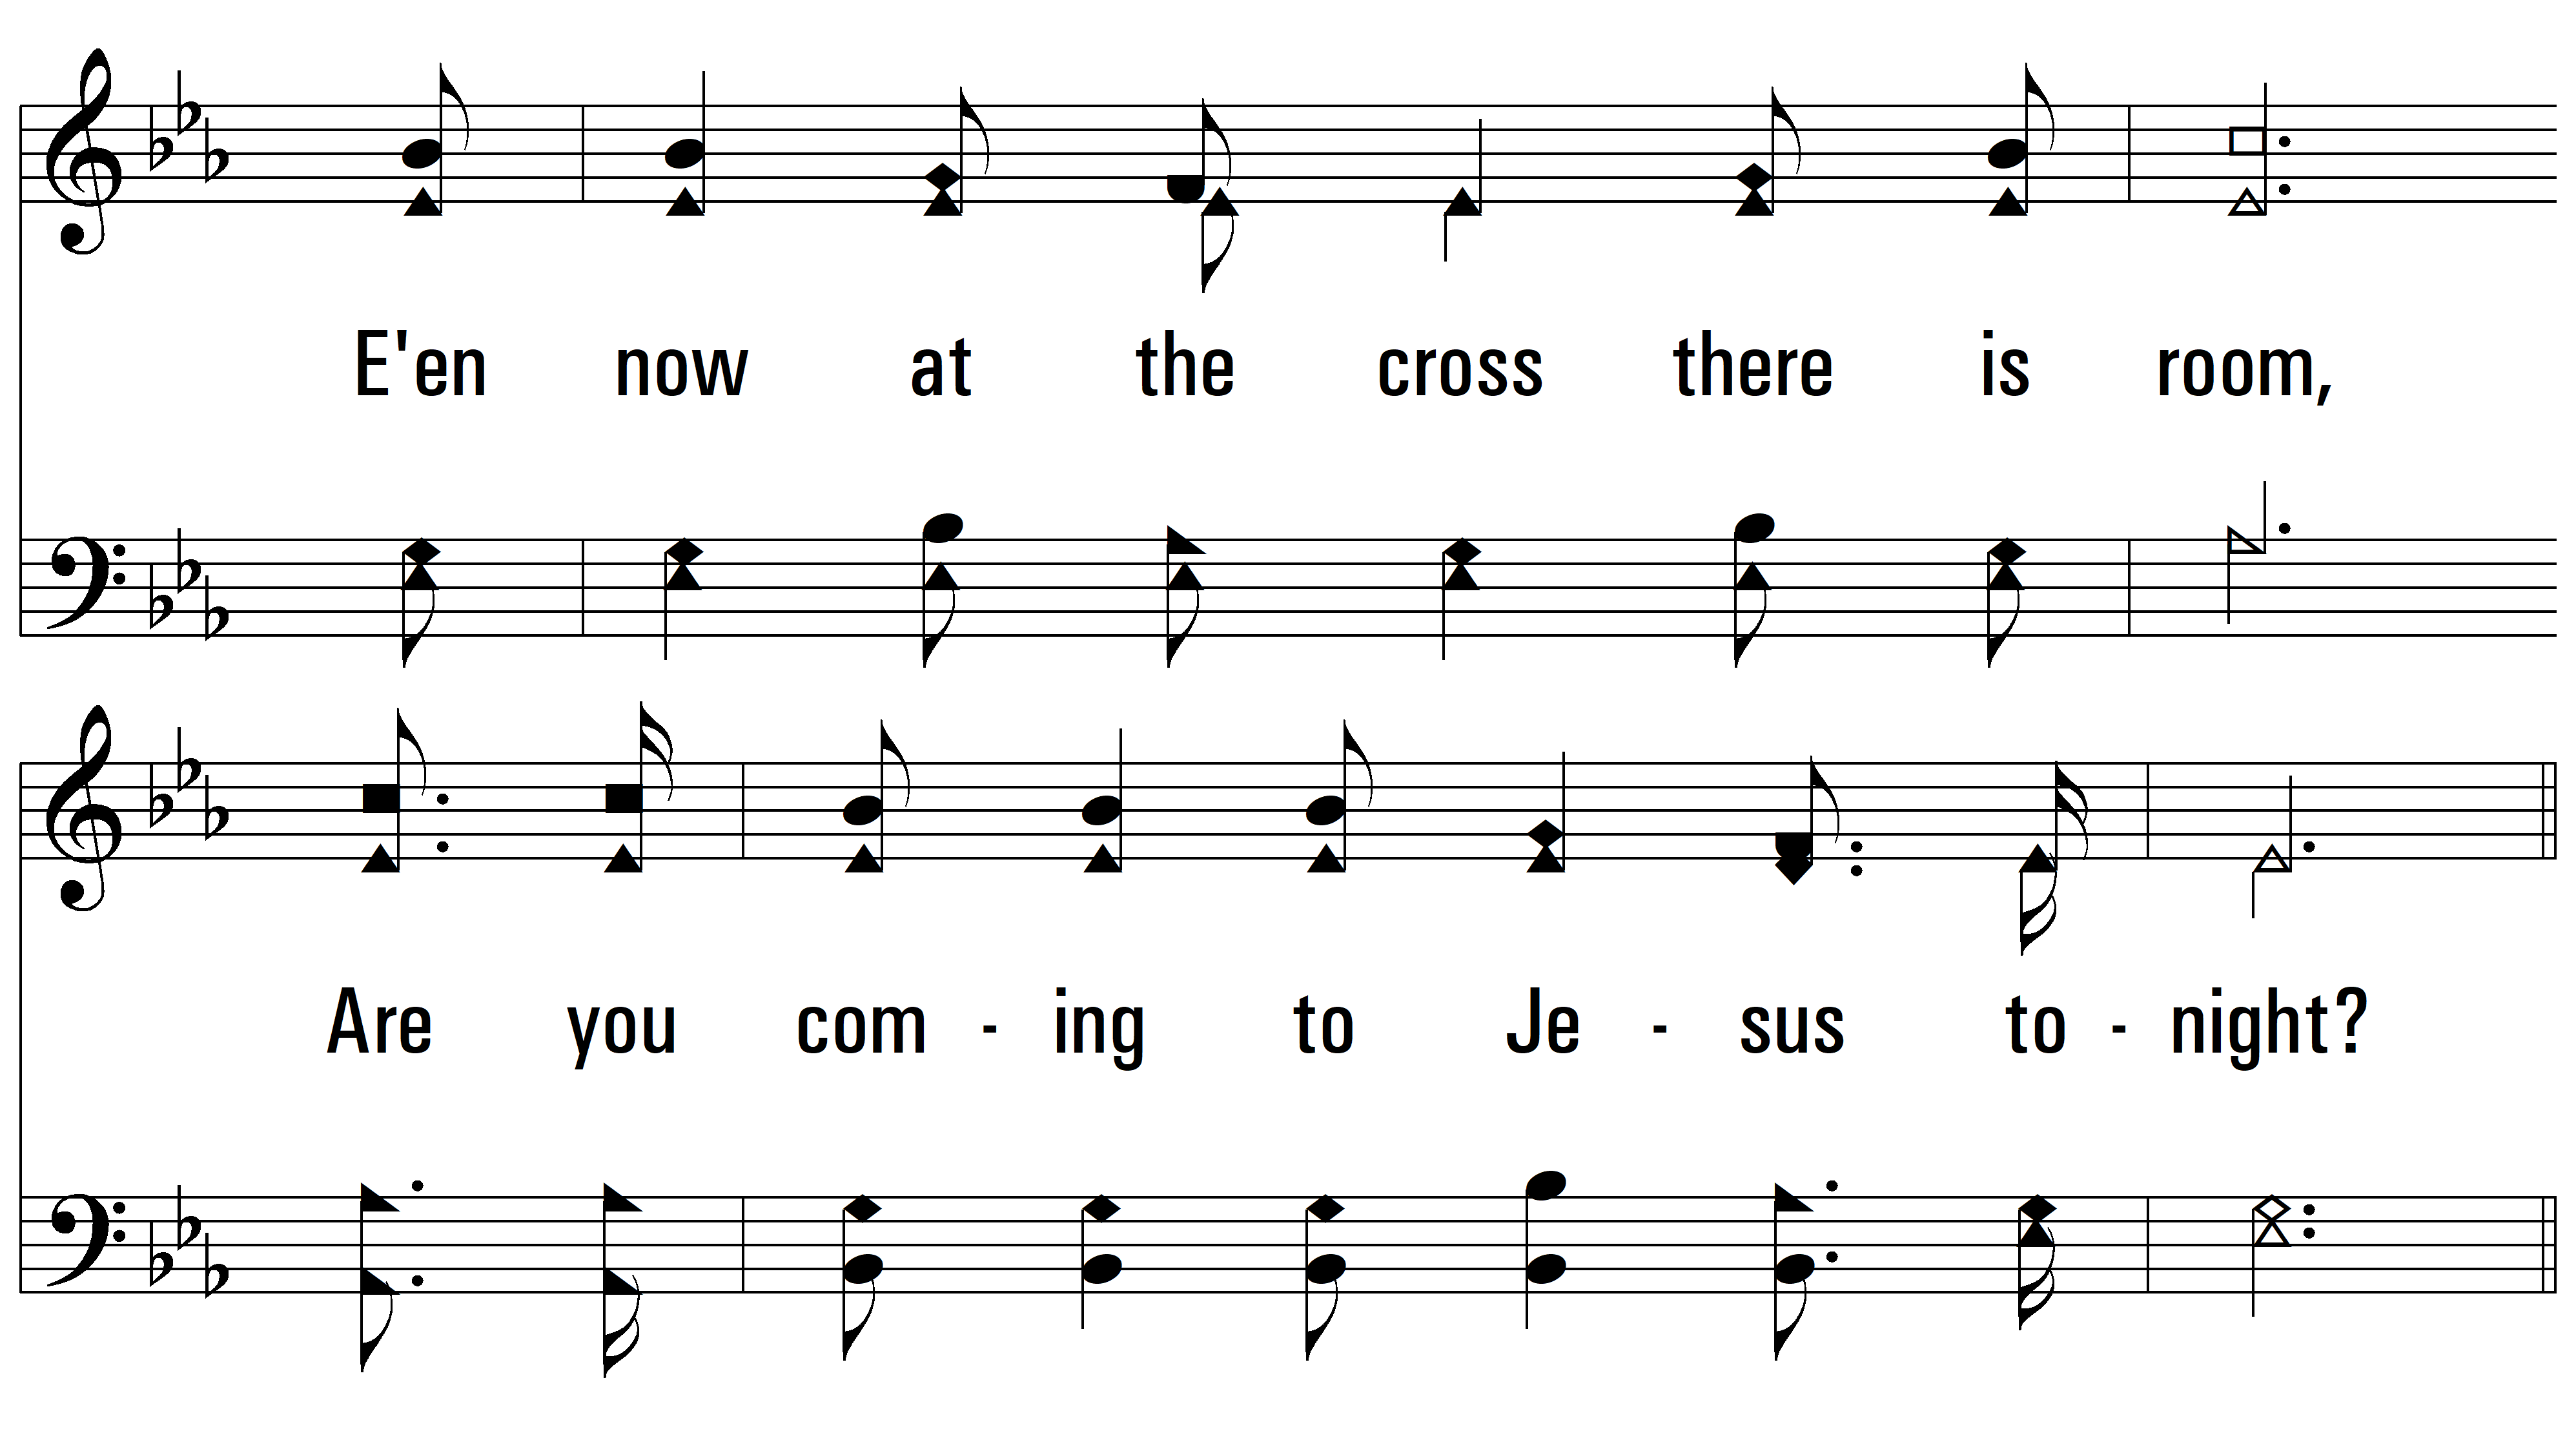 E'en now at the cross there is room,
Are you com - ing to Je - sus to - night?